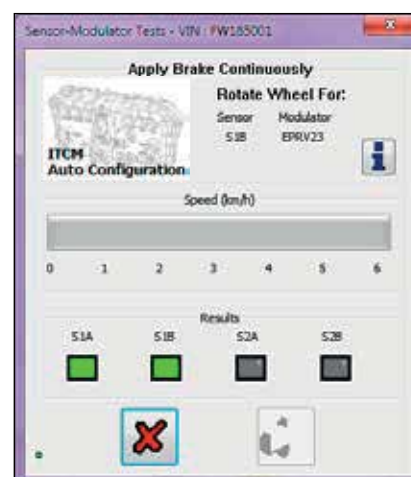 Sensor-Modulator Tests - VIN : FW185001
Apply Brake Continuously
Rotate Wheel For:
Sensor Modulator
S1B EPRV23
ITCM
Auto Configuration
Speed (km/h)
0 1 2 3 4 5 6
Results
S1A S1B S2A S2B